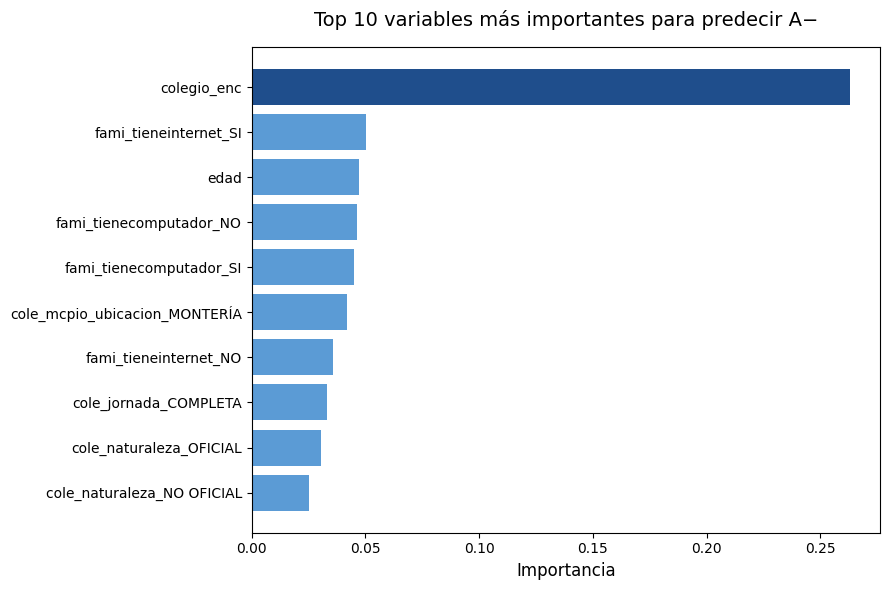 Top 10 variables más importantes para predecir A−
colegio_enc
fami_tieneinternet_SI
edad
fami_tienecomputador_NO
fami_tienecomputador_SI
cole_mcpio_ubicacion_MONTERÍA
fami_tieneinternet_NO
cole_jornada_COMPLETA
cole_naturaleza_OFICIAL
cole_naturaleza_NO OFICIAL
0.00 0.05 0.10 0.15 0.20 0.25
Importancia